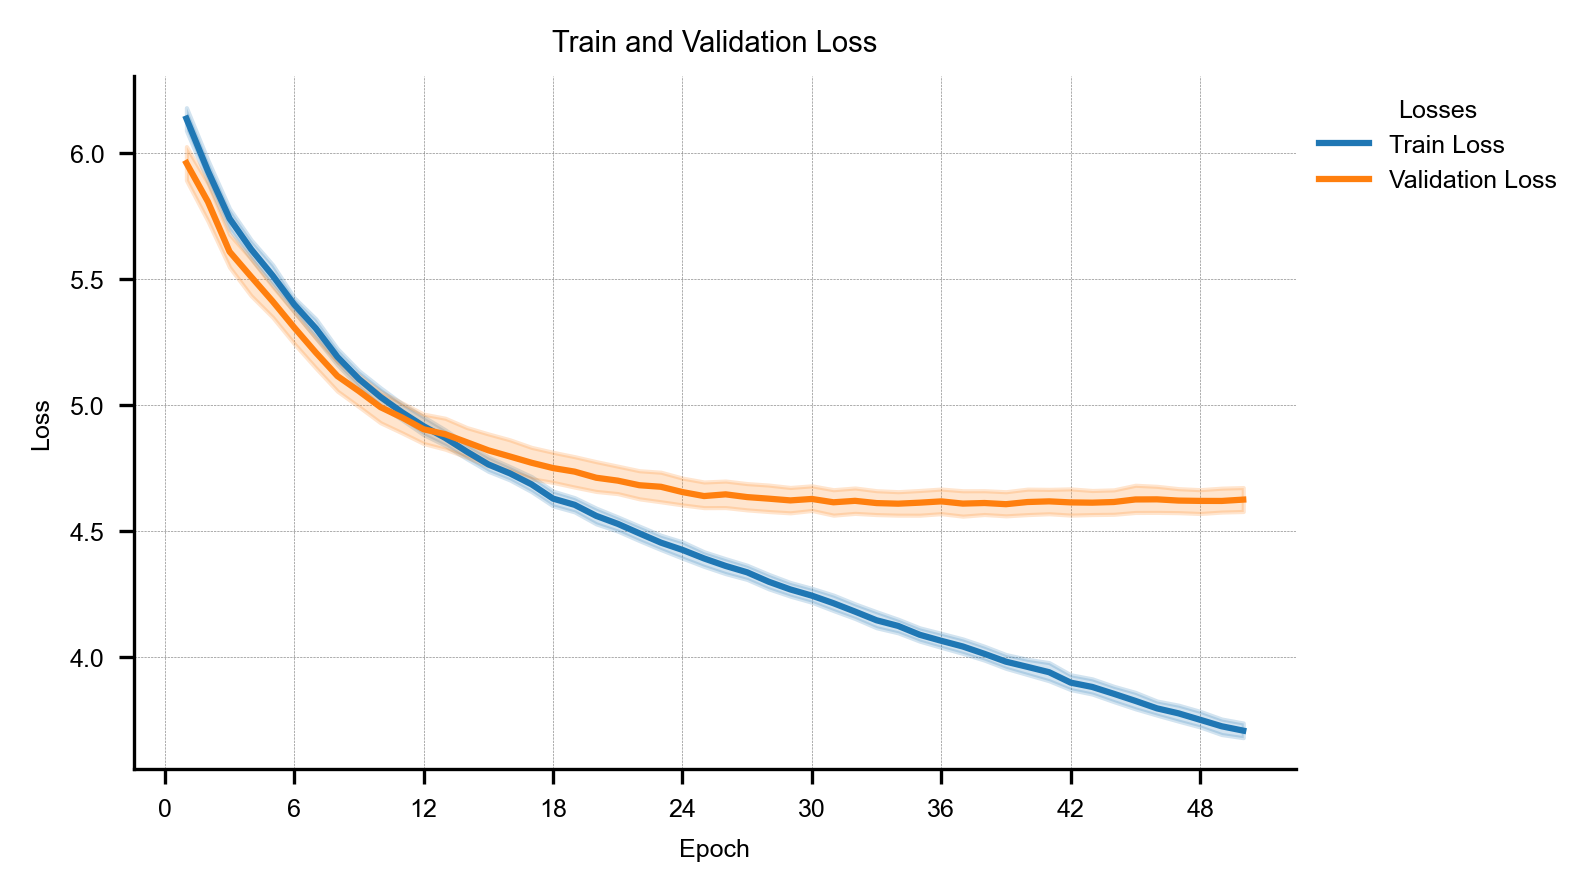 Train and Validation Loss
Losses
Train Loss
Validation Loss
Loss
6.0
5.5
5.0
4.5
4.0
0 6 12 18 24 30 36 42 48
Epoch